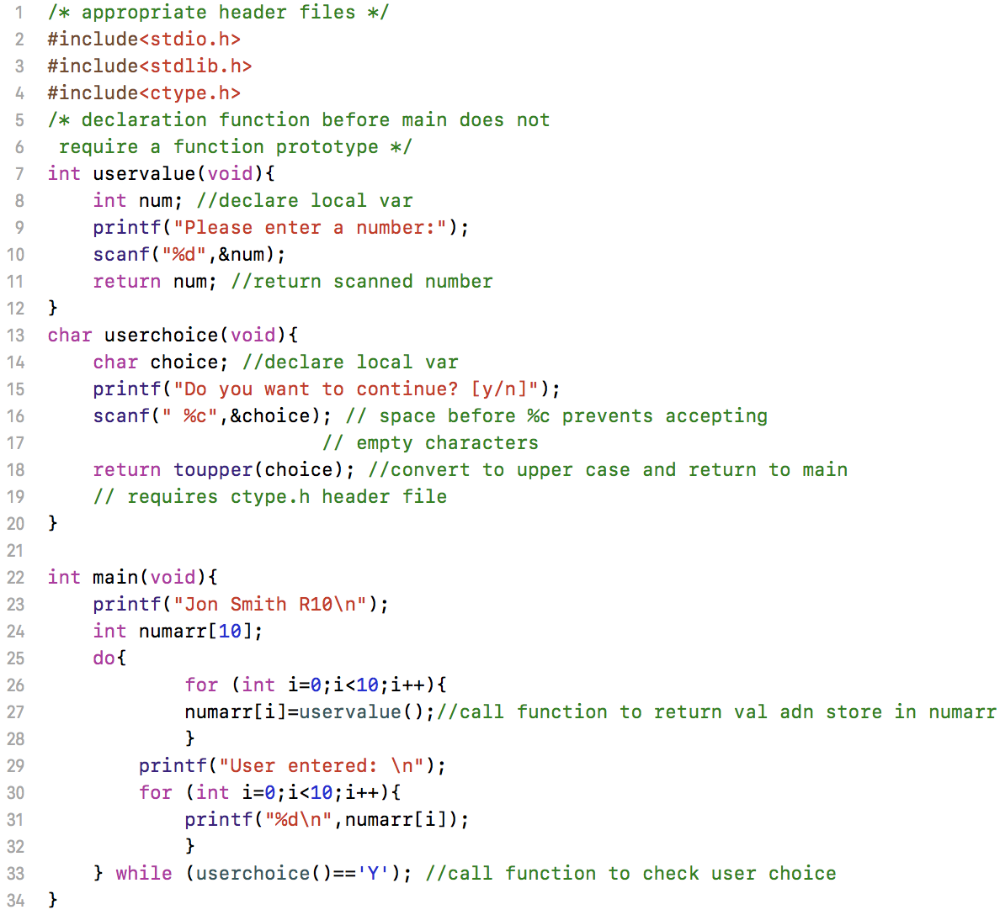 1 /* appropriate header files */
2 #include<stdio.h>
3 #include<stdlib.h>
4 #include<ctype.h>
5 /* declaration function before main does not
6  require a function prototype */
7 int uservalue(void){
8     int num; //declare local var
9     printf("Please enter a number:");
10     scanf("%d",&num);
11     return num; //return scanned number
12 }
13 char userchoice(void){
14     char choice; //declare local var
15     printf("Do you want to continue? [y/n]");
16     scanf(" %c",&choice); // space before %c prevents accepting
17                         // empty characters
18     return toupper(choice); //convert to upper case and return to main
19     // requires ctype.h header file
20 }
21
22 int main(void){
23     printf("Jon Smith R10\n");
24     int numarr[10];
25     do{
26             for (int i=0;i<10;i++){
27             numarr[i]=uservalue();//call function to return val adn store in numarr
28             }
29         printf("User entered: \n");
30         for (int i=0;i<10;i++){
31             printf("%d\n",numarr[i]);
32             }
33     } while (userchoice()=='Y'); //call function to check user choice
34 }